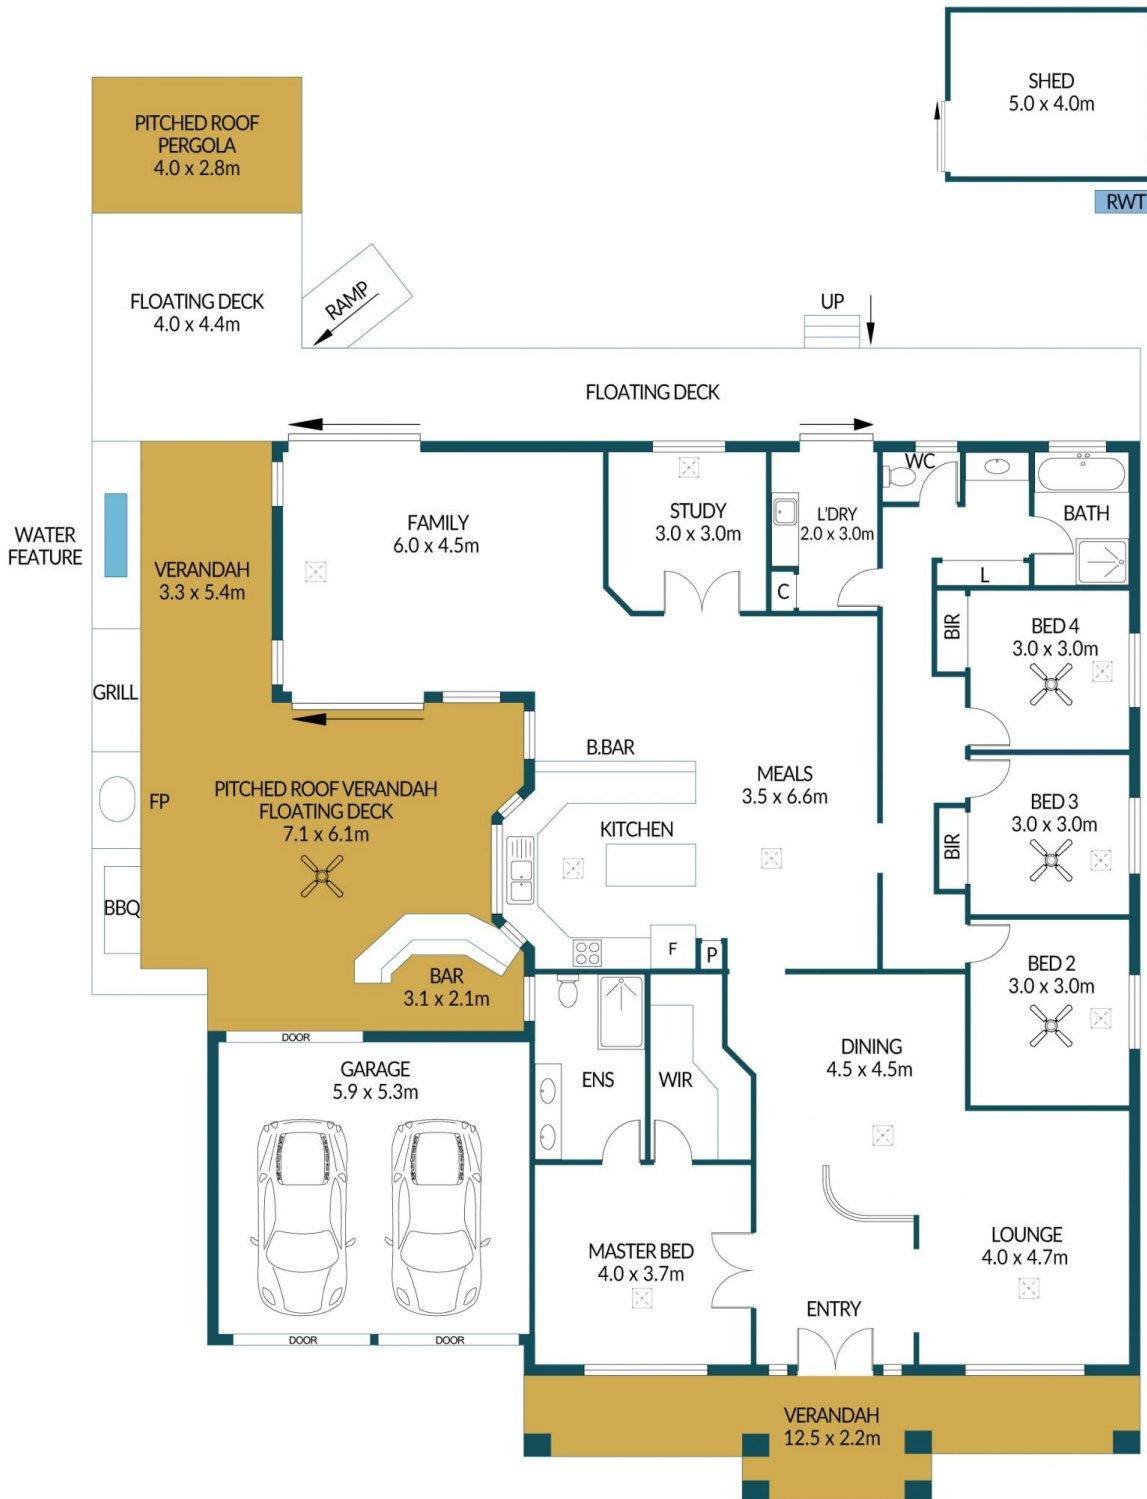 SHED
5.0 x 4.0m
RWT
PITCHED ROOF
PERGOLA
4.0 x 2.8m
FLOATING DECK
4.0 x 4.4m
RAMP
UP
FLOATING DECK
WATER
FEATURE
VERANDAH
3.3 x 5.4m
FAMILY
6.0 x 4.5m
STUDY
3.0 x 3.0m
L'DRY
2.0 x 3.0m
C
WC
BATH
L
BIR
BED 4
3.0 x 3.0m
GRILL
FP
BBQ
PITCHED ROOF VERANDAH
FLOATING DECK
7.1 x 6.1m
B.BAR
KITCHEN
MEALS
3.5 x 6.6m
BIR
BED 3
3.0 x 3.0m
F
P
BAR
3.1 x 2.1m
BED 2
3.0 x 3.0m
DOOR
GARAGE
5.9 x 5.3m
ENS
WIR
DINING
4.5 x 4.5m
MASTER BED
4.0 x 3.7m
LOUNGE
4.0 x 4.7m
ENTRY
DOOR
DOOR
VERANDAH
12.5 x 2.2m